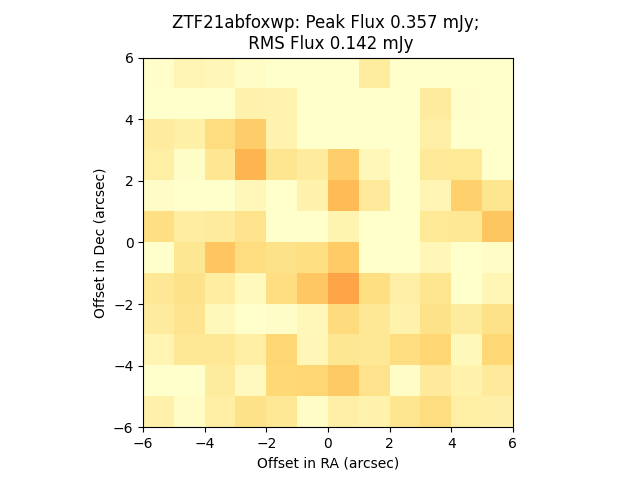 ZTF21abfoxwp: Peak Flux 0.357 mJy;
RMS Flux 0.142 mJy
6
4
2
0
−2
−4
−6
Offset in Dec (arcsec)
−6 −4 −2 0 2 4 6
Offset in RA (arcsec)